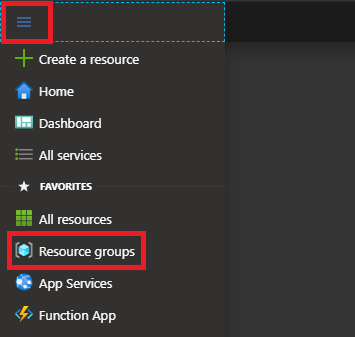 Create a resource
Home
Dashboard
All services
FAVORITES
All resources
Resource groups
App Services
Function App